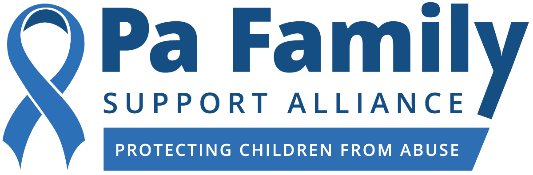 Pa Family
SUPPORT ALLIANCE
PROTECTING CHILDREN FROM ABUSE